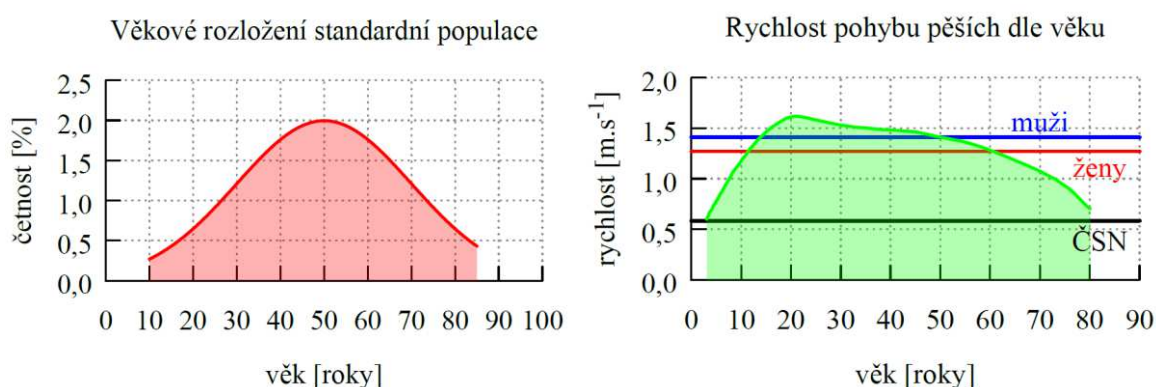 Věkové rozložení standardní populace
četnost [%]
2,5
2,0
1,5
1,0
0,5
0,0
0 10 20 30 40 50 60 70 80 90 100
věk [roky]
Rychlost pohybu pěších dle věku
rychlost [m.s⁻¹]
2,0
1,5
1,0
0,5
0,0
muži
ženy
ČSN
0 10 20 30 40 50 60 70 80 90
věk [roky]